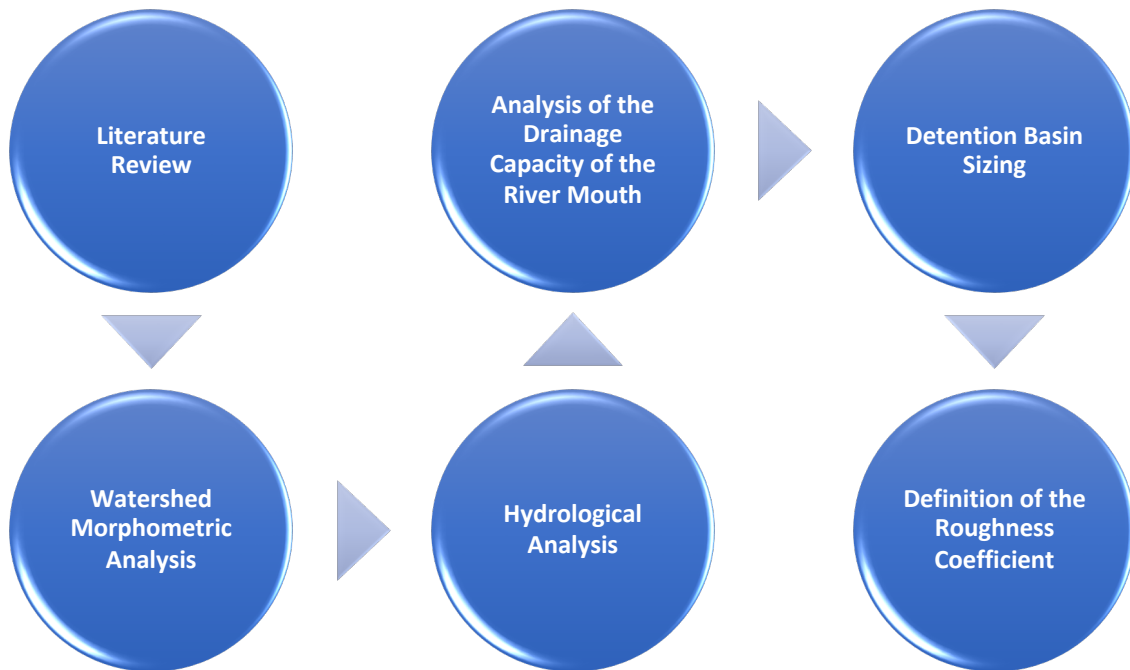 Literature
Review
Watershed
Morphometric
Analysis
Hydrological
Analysis
Analysis of the
Drainage
Capacity of the
River Mouth
Detention Basin
Sizing
Definition of the
Roughness
Coefficient